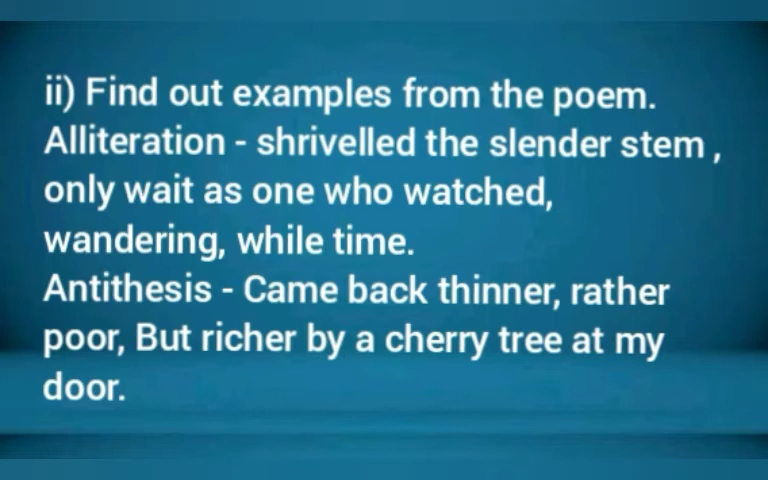 ii) Find out examples from the poem.
Alliteration - shrivelled the slender stem ,
only wait as one who watched,
wandering, while time.
Antithesis - Came back thinner, rather
poor, But richer by a cherry tree at my
door.